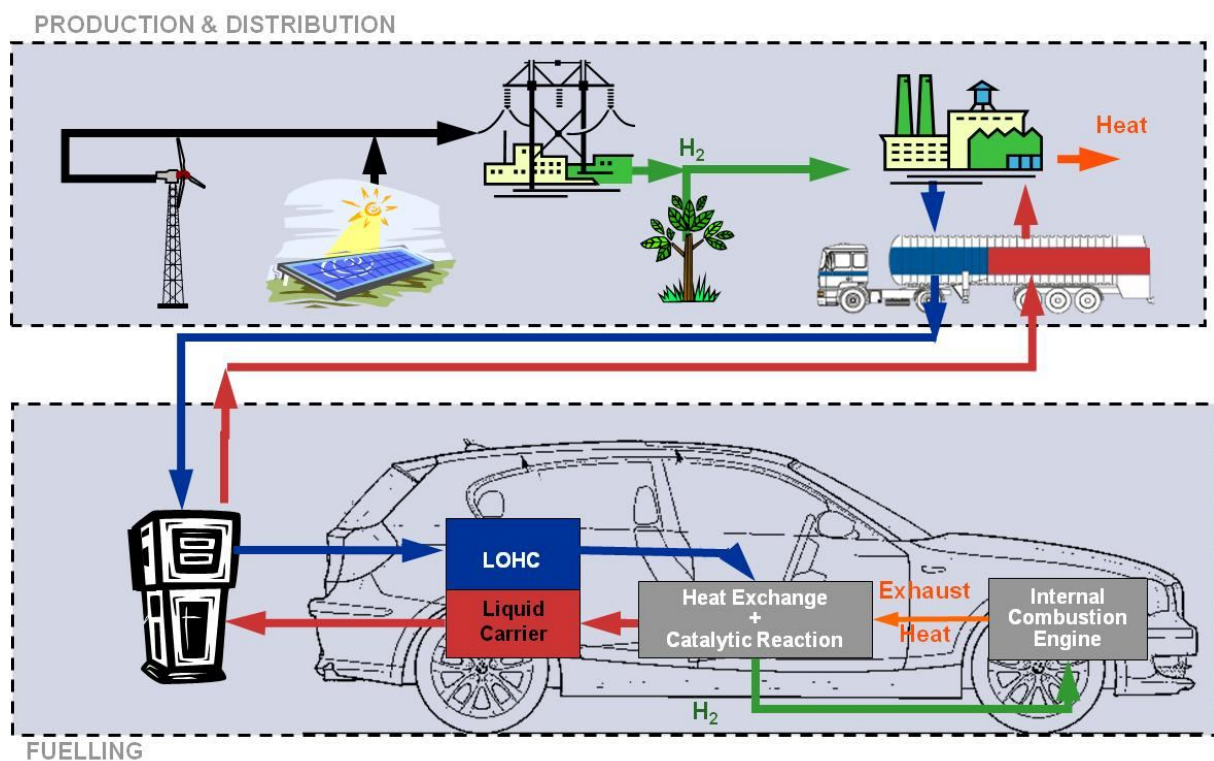 PRODUCTION & DISTRIBUTION
H₂
Heat
LOHC
Liquid
Carrier
Heat Exchange
+
Catalytic Reaction
Exhaust
Heat
Internal
Combustion
Engine
H₂
FUELLING